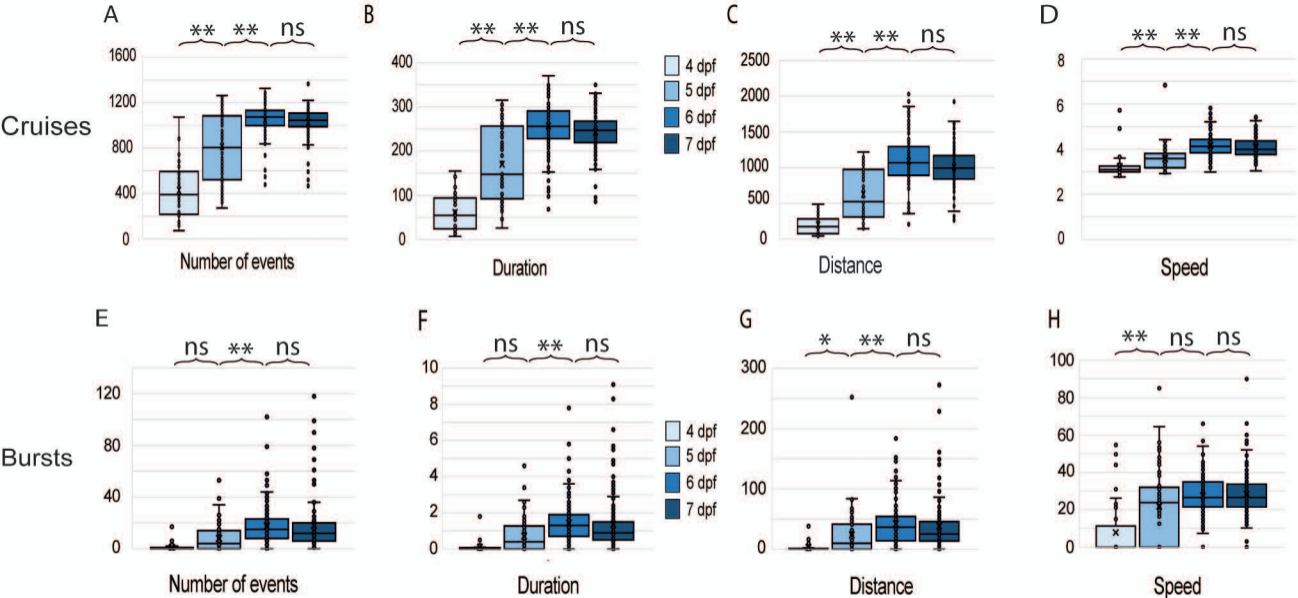 A
B
C
D
** ** ns
** ** ns
** ** ns
** ** ns
Cruises
1600
1200
800
400
0
Number of events
400
300
200
100
0
Duration
4 dpf
5 dpf
6 dpf
7 dpf
2500
2000
1500
1000
500
0
Distance
8
6
4
2
0
Speed
E
F
G
H
ns ** ns
ns ** ns
* ** ns
** ns ns
Bursts
120
80
40
0
Number of events
10
8
6
4
2
0
Duration
4 dpf
5 dpf
6 dpf
7 dpf
300
200
100
0
Distance
100
80
60
40
20
0
Speed